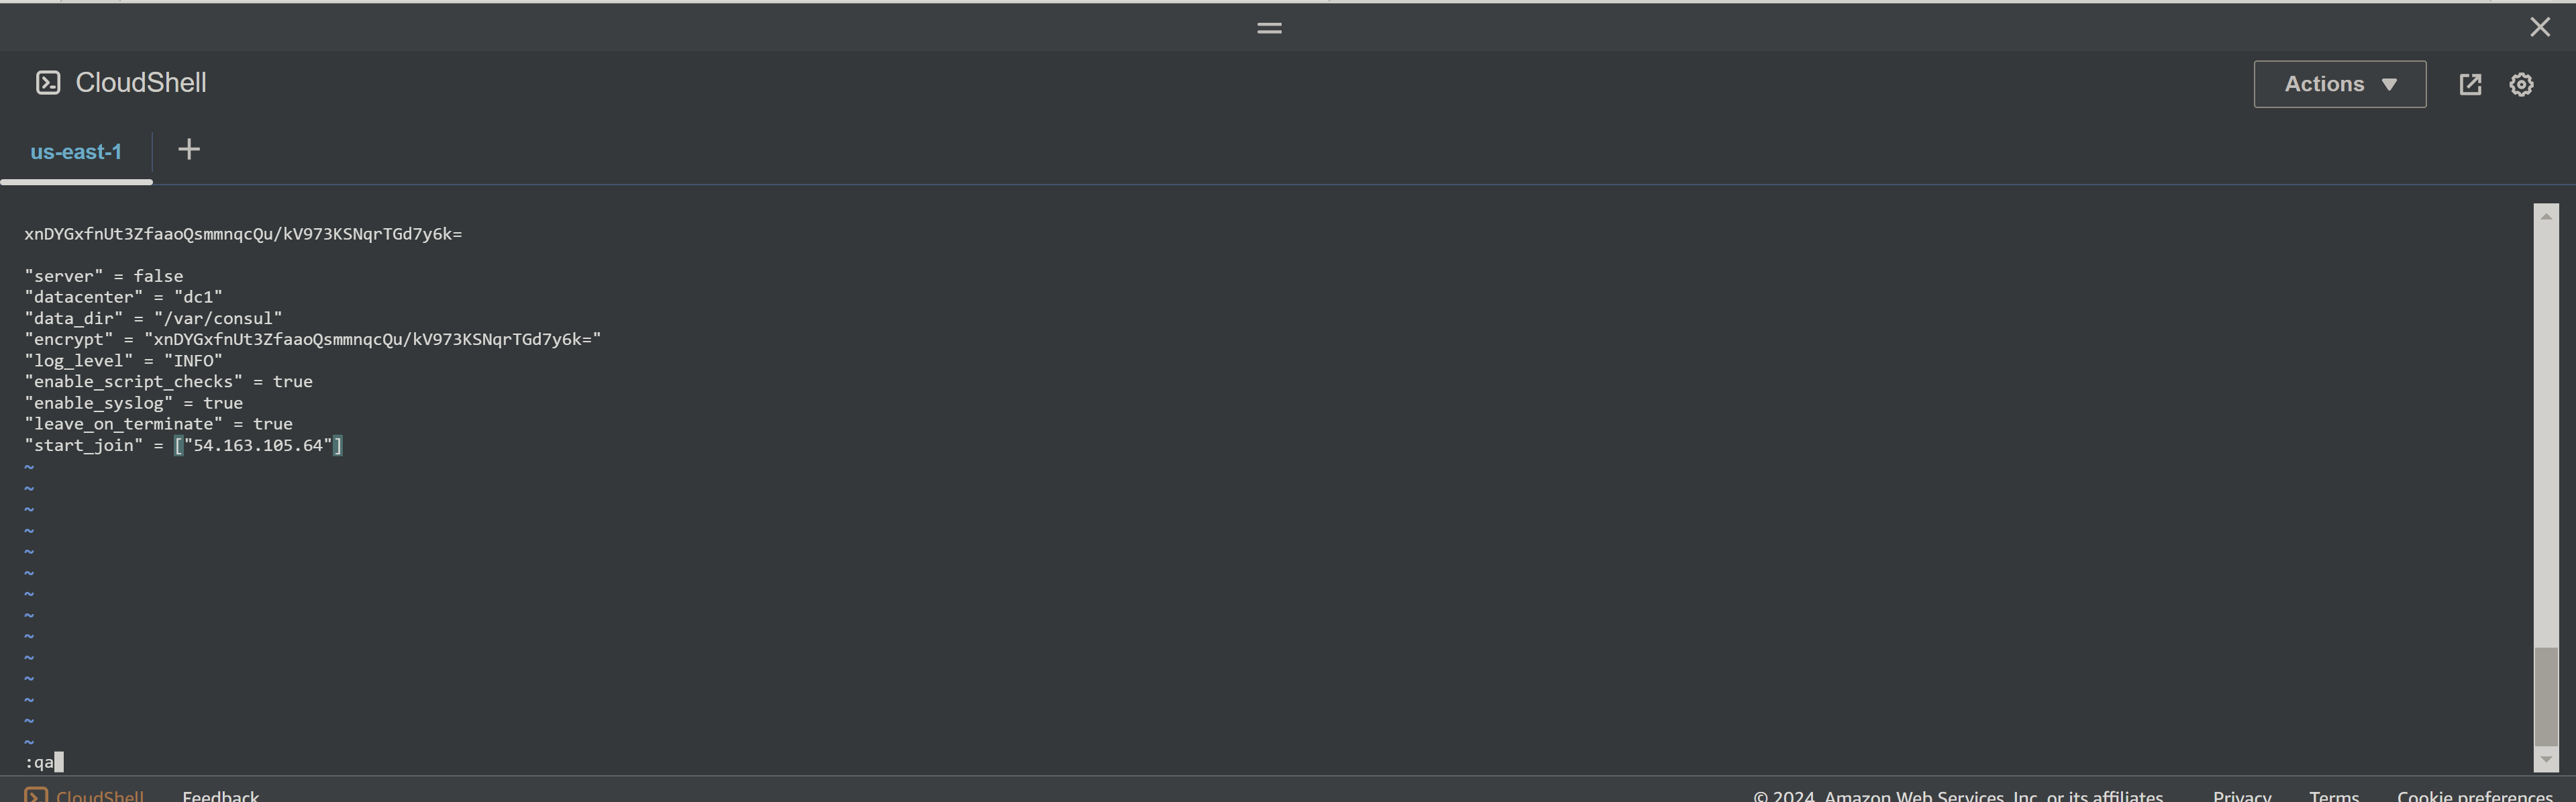 CloudShell
Actions
us-east-1
xnDYGxfnUt3ZfaaoQsmmnqcQu/kV973KSNqrTGd7y6k=
"server" = false
"datacenter" = "dc1"
"data_dir" = "/var/consul"
"encrypt" = "xnDYGxfnUt3ZfaaoQsmmnqcQu/kV973KSNqrTGd7y6k="
"log_level" = "INFO"
"enable_script_checks" = true
"enable_syslog" = true
"leave_on_terminate" = true
"start_join" = ["54.163.105.64"]
~
~
~
~
~
~
~
~
~
~
~
~
~
~
:qa
CloudShell Feedback © 2024, Amazon Web Services, Inc. or its affiliates. Privacy Terms Cookie preferences